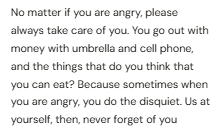 No matter if you are angry, please
always take care of you. You go out with
money with umbrella and cell phone,
and the things that do you think that
you can eat? Because sometimes when
you are angry, you do the disquiet. Us at
yourself, then, never forget of you